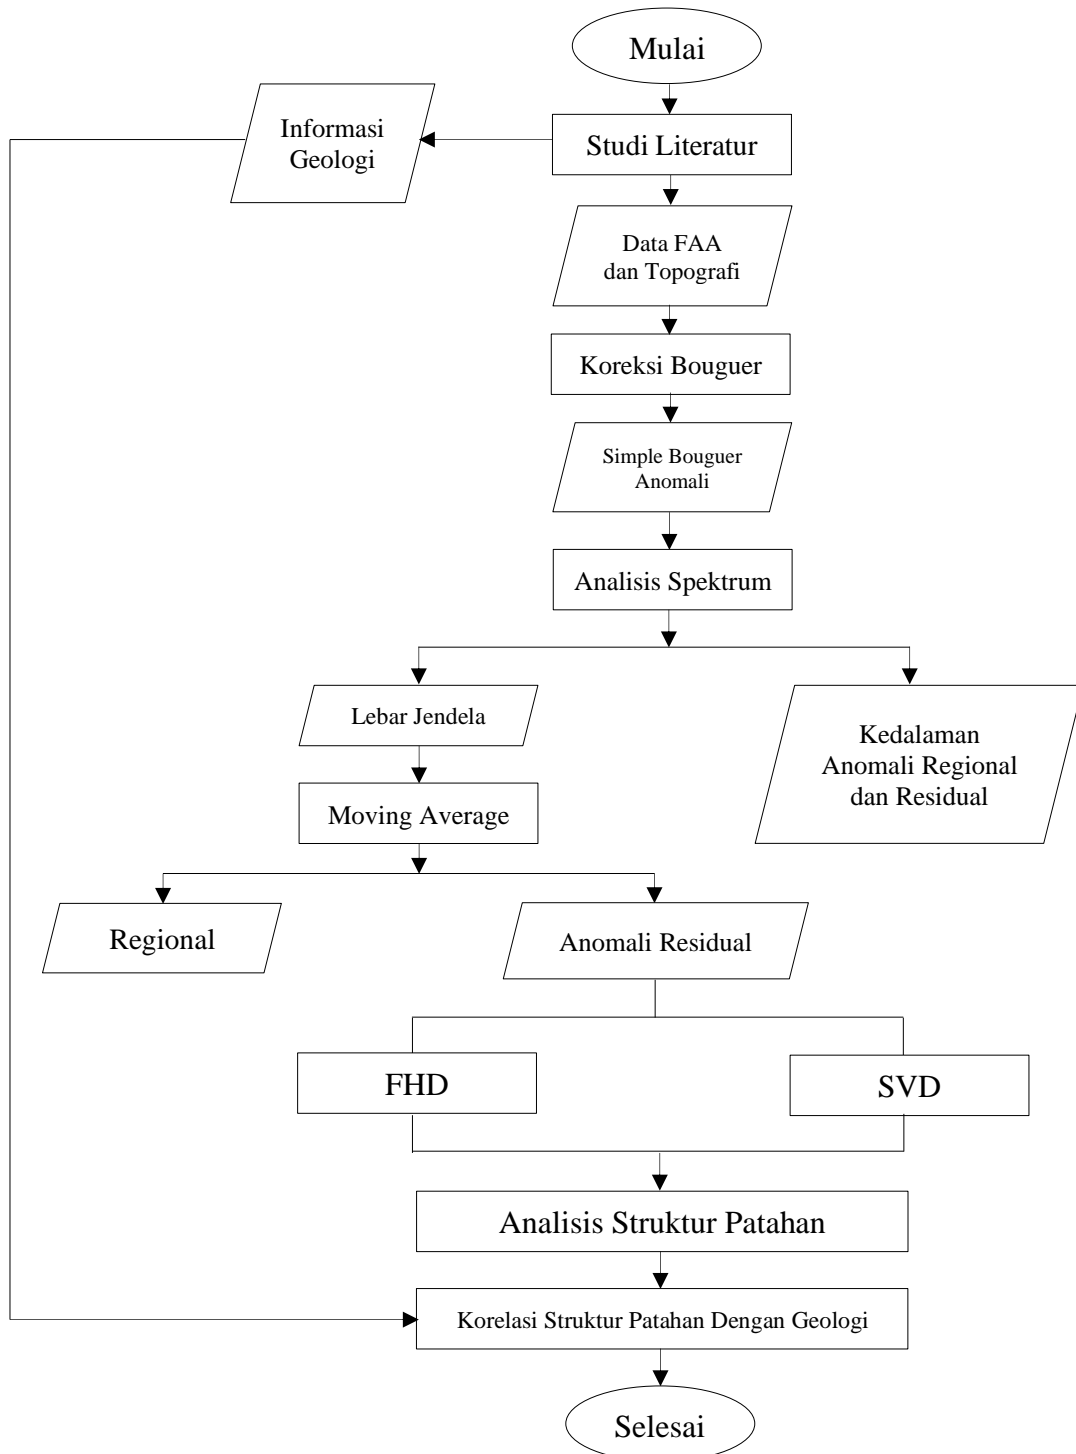 Mulai
Informasi
Geologi
Studi Literatur
Data FAA
dan Topografi
Koreksi Bouguer
Simple Bouguer
Anomali
Analisis Spektrum
Lebar Jendela
Kedalaman
Anomali Regional
dan Residual
Moving Average
Regional
Anomali Residual
FHD
SVD
Analisis Struktur Patahan
Korelasi Struktur Patahan Dengan Geologi
Selesai